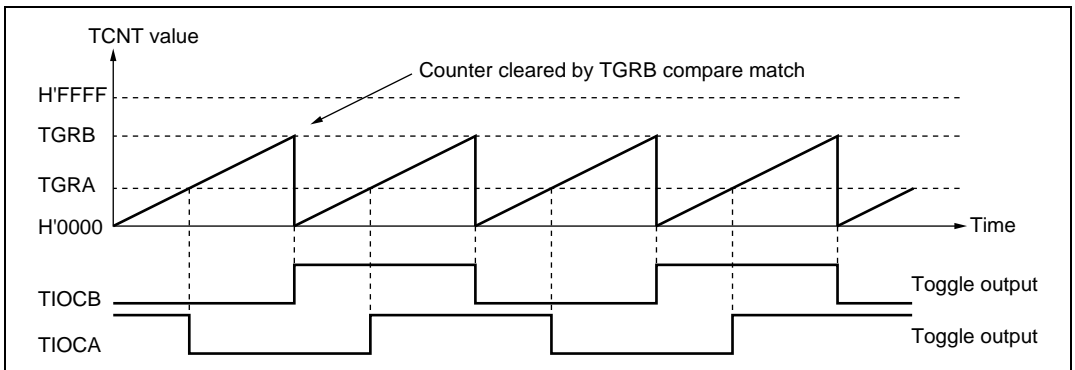 TCNT value
Counter cleared by TGRB compare match
H'FFFF
TGRB
TGRA
H'0000
Time
TIOCB
Toggle output
TIOCA
Toggle output